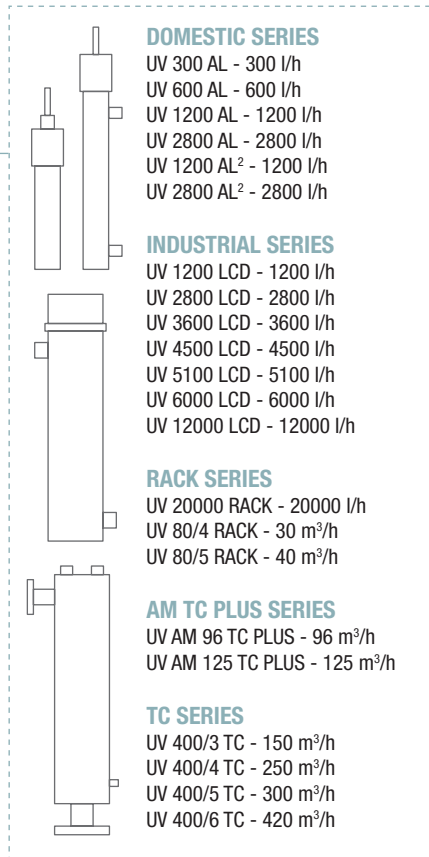 DOMESTIC SERIES
UV 300 AL - 300 l/h
UV 600 AL - 600 l/h
UV 1200 AL - 1200 l/h
UV 2800 AL - 2800 l/h
UV 1200 AL² - 1200 l/h
UV 2800 AL² - 2800 l/h
INDUSTRIAL SERIES
UV 1200 LCD - 1200 l/h
UV 2800 LCD - 2800 l/h
UV 3600 LCD - 3600 l/h
UV 4500 LCD - 4500 l/h
UV 5100 LCD - 5100 l/h
UV 6000 LCD - 6000 l/h
UV 12000 LCD - 12000 l/h
RACK SERIES
UV 20000 RACK - 20000 l/h
UV 80/4 RACK - 30 m³/h
UV 80/5 RACK - 40 m³/h
AM TC PLUS SERIES
UV AM 96 TC PLUS - 96 m³/h
UV AM 125 TC PLUS - 125 m³/h
TC SERIES
UV 400/3 TC - 150 m³/h
UV 400/4 TC - 250 m³/h
UV 400/5 TC - 300 m³/h
UV 400/6 TC - 420 m³/h